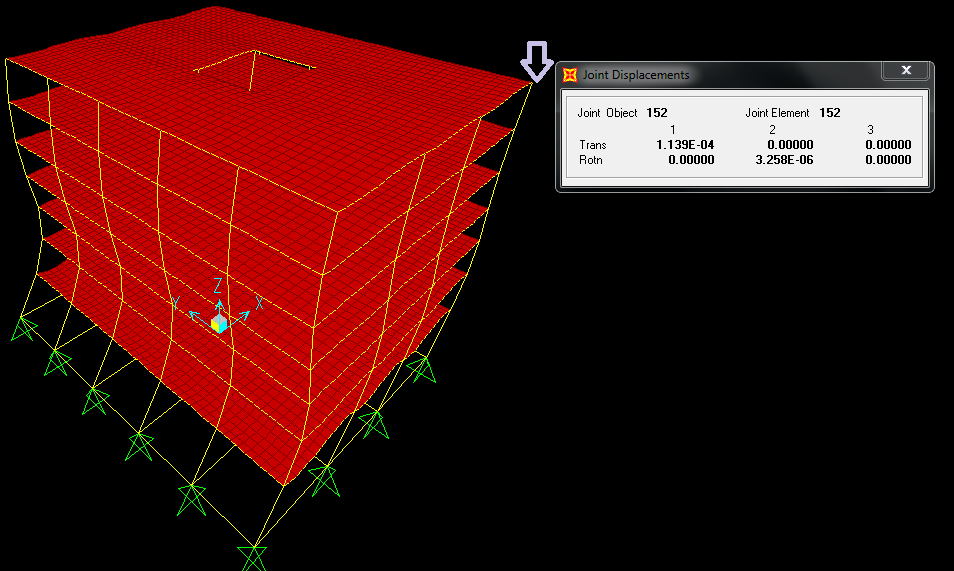 Joint Displacements
Joint Object 152 Joint Element 152
1 2 3
Trans 1.139E-04 0.00000 0.00000
Rotn 0.00000 3.258E-06 0.00000
Z
Y X